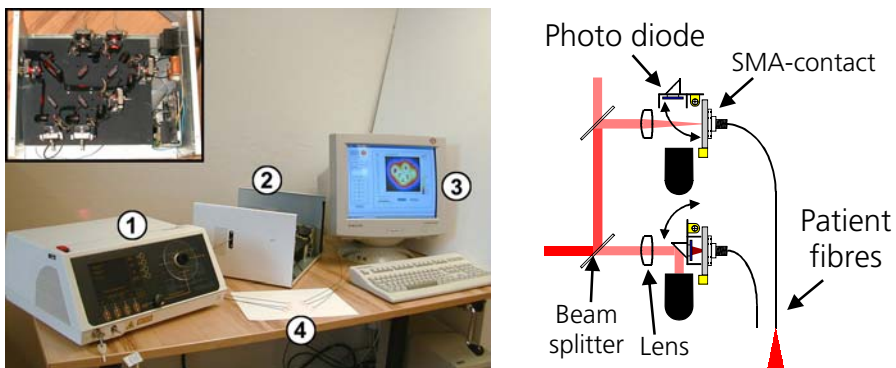 1
2
3
4
Photo diode
SMA-contact
Patient
fibres
Beam
splitter
Lens